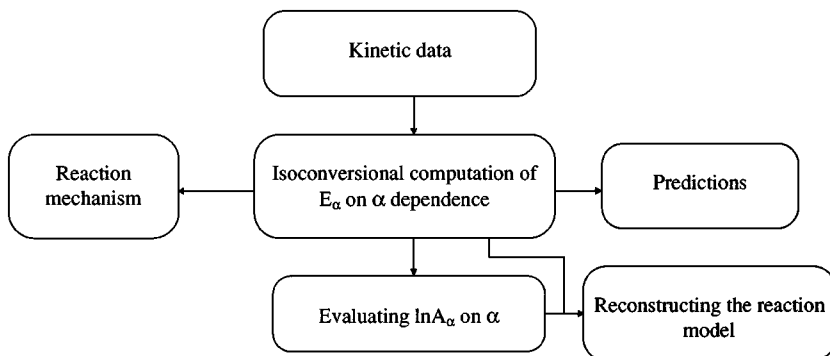 Kinetic data
Reaction
mechanism
Isoconversional computation of
Eα on α dependence
Predictions
Evaluating lnAα on α
Reconstructing the reaction
model